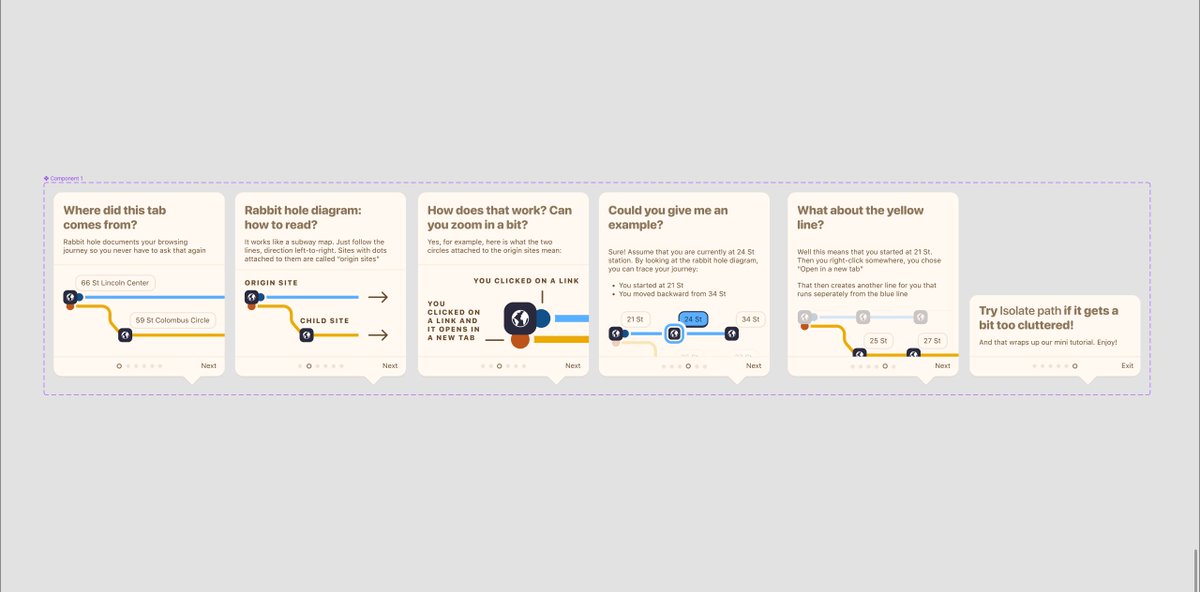 Component 1
Where did this tab
comes from?
Rabbit hole documents your browsing
journey so you never have to ask that again
66 St Lincoln Center
59 St Colombus Circle
Next
Rabbit hole diagram:
how to read?
It works like a subway map. Just follow the
lines, direction left-to-right. Sites with dots
attached to them are called "origin sites"
ORIGIN SITE
CHILD SITE
Next
How does that work? Can
you zoom in a bit?
Yes, for example, here is what the two
circles attached to the origin sites mean:
YOU CLICKED ON A LINK
YOU
CLICKED
ON A
LINK AND
IT OPENS IN
A NEW TAB
Next
Could you give me an
example?
Sure! Assume that you are currently at 24 St
station. By looking at the rabbit hole diagram,
you can trace your journey:
• You started at 21 St
• You moved backward from 34 St
21 St
24 St
34 St
Next
What about the yellow
line?
Well this means that you started at 21 St.
Then you right-click somewhere, you chose
"Open in a new tab"
That then creates another line for you that
runs seperately from the blue line
25 St
27 St
Next
Try Isolate path if it gets a
bit too cluttered!
And that wraps up our mini tutorial. Enjoy!
Exit